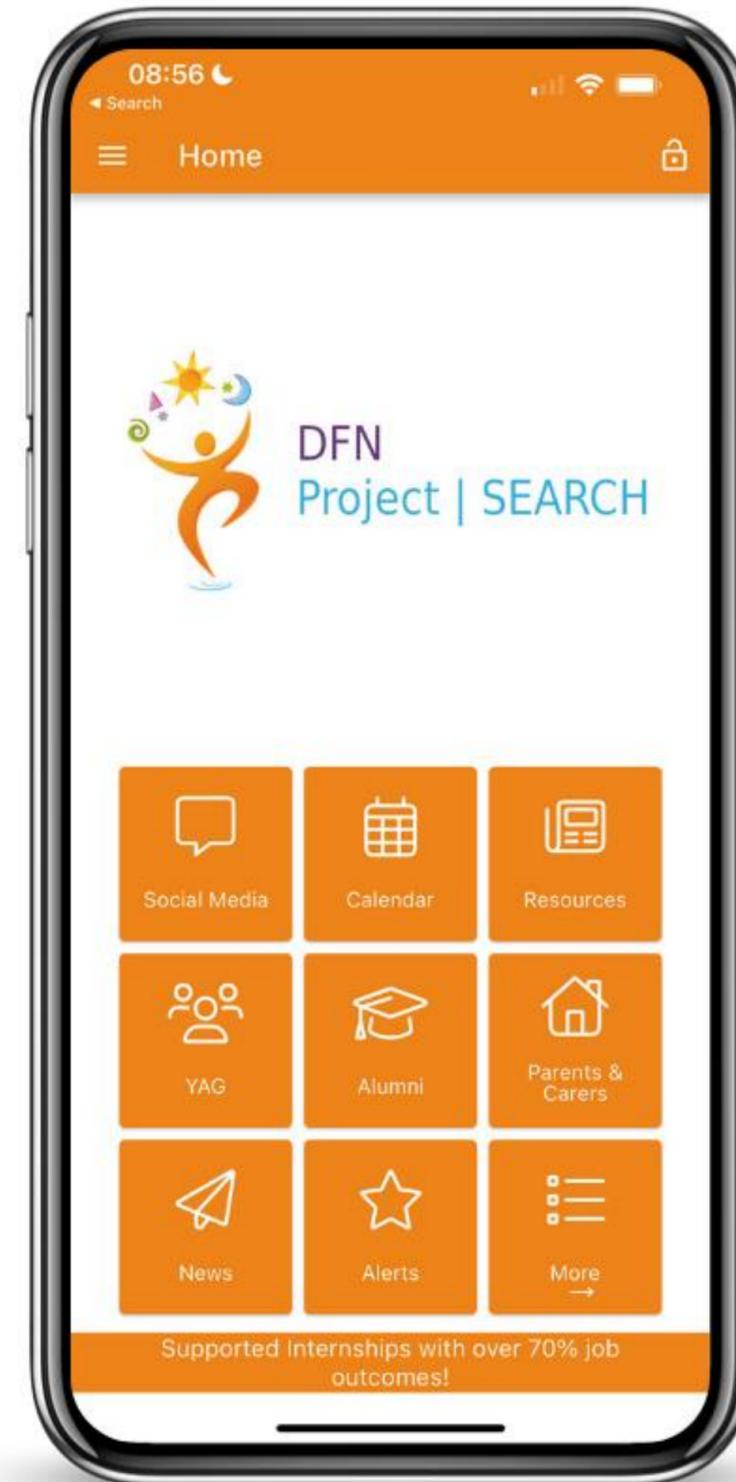 08:56
◀ Search
Home
DFN
Project | SEARCH
Social Media
Calendar
Resources
YAG
Alumni
Parents &
Carers
News
Alerts
More
→
Supported Internships with over 70% job
outcomes!